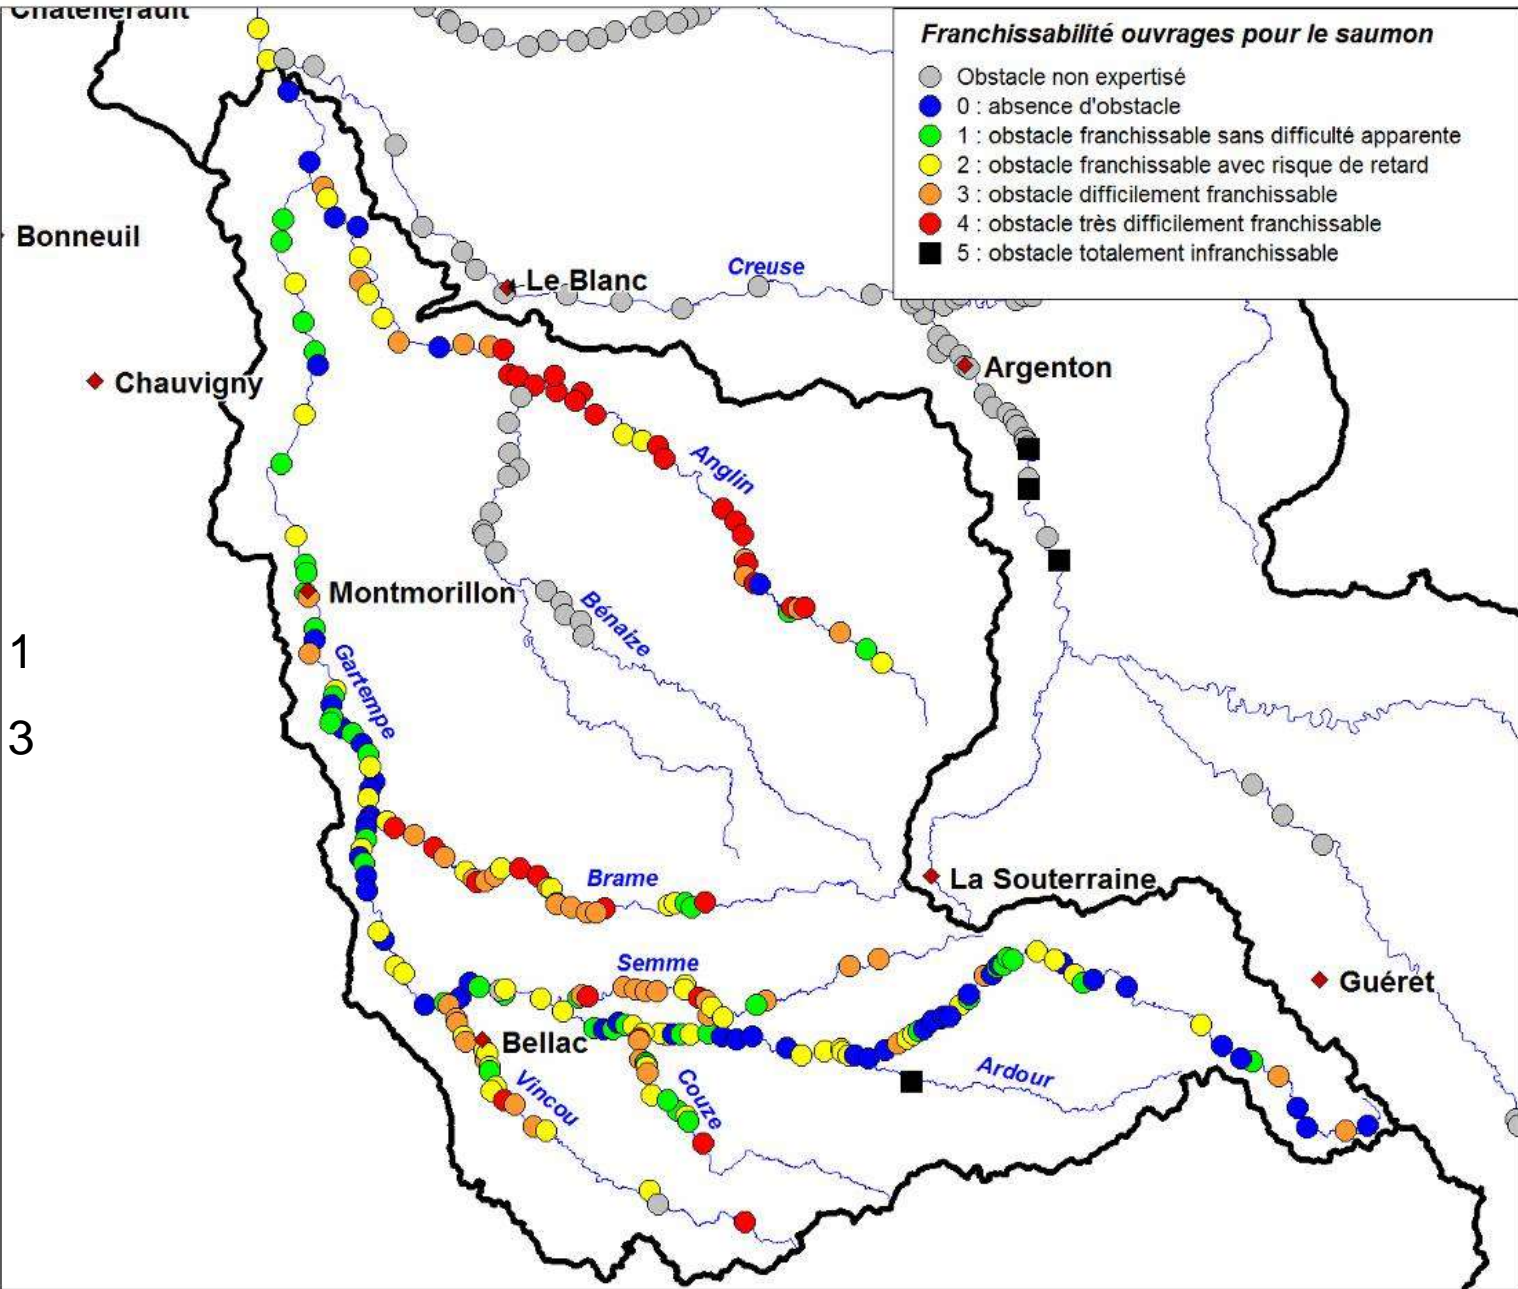 Châtellerault
Franchissabilité ouvrages pour le saumon
Obstacle non expertisé
0 : absence d'obstacle
1 : obstacle franchissable sans difficulté apparente
2 : obstacle franchissable avec risque de retard
3 : obstacle difficilement franchissable
4 : obstacle très difficilement franchissable
5 : obstacle totalement infranchissable
Bonneuil
Creuse
Le Blanc
Argenton
Chauvigny
Anglin
Montmorillon
Bénaize
1
Gartempe
3
Brame
La Souterraine
Semme
Guéret
Bellac
Ardour
Couze
Vincou